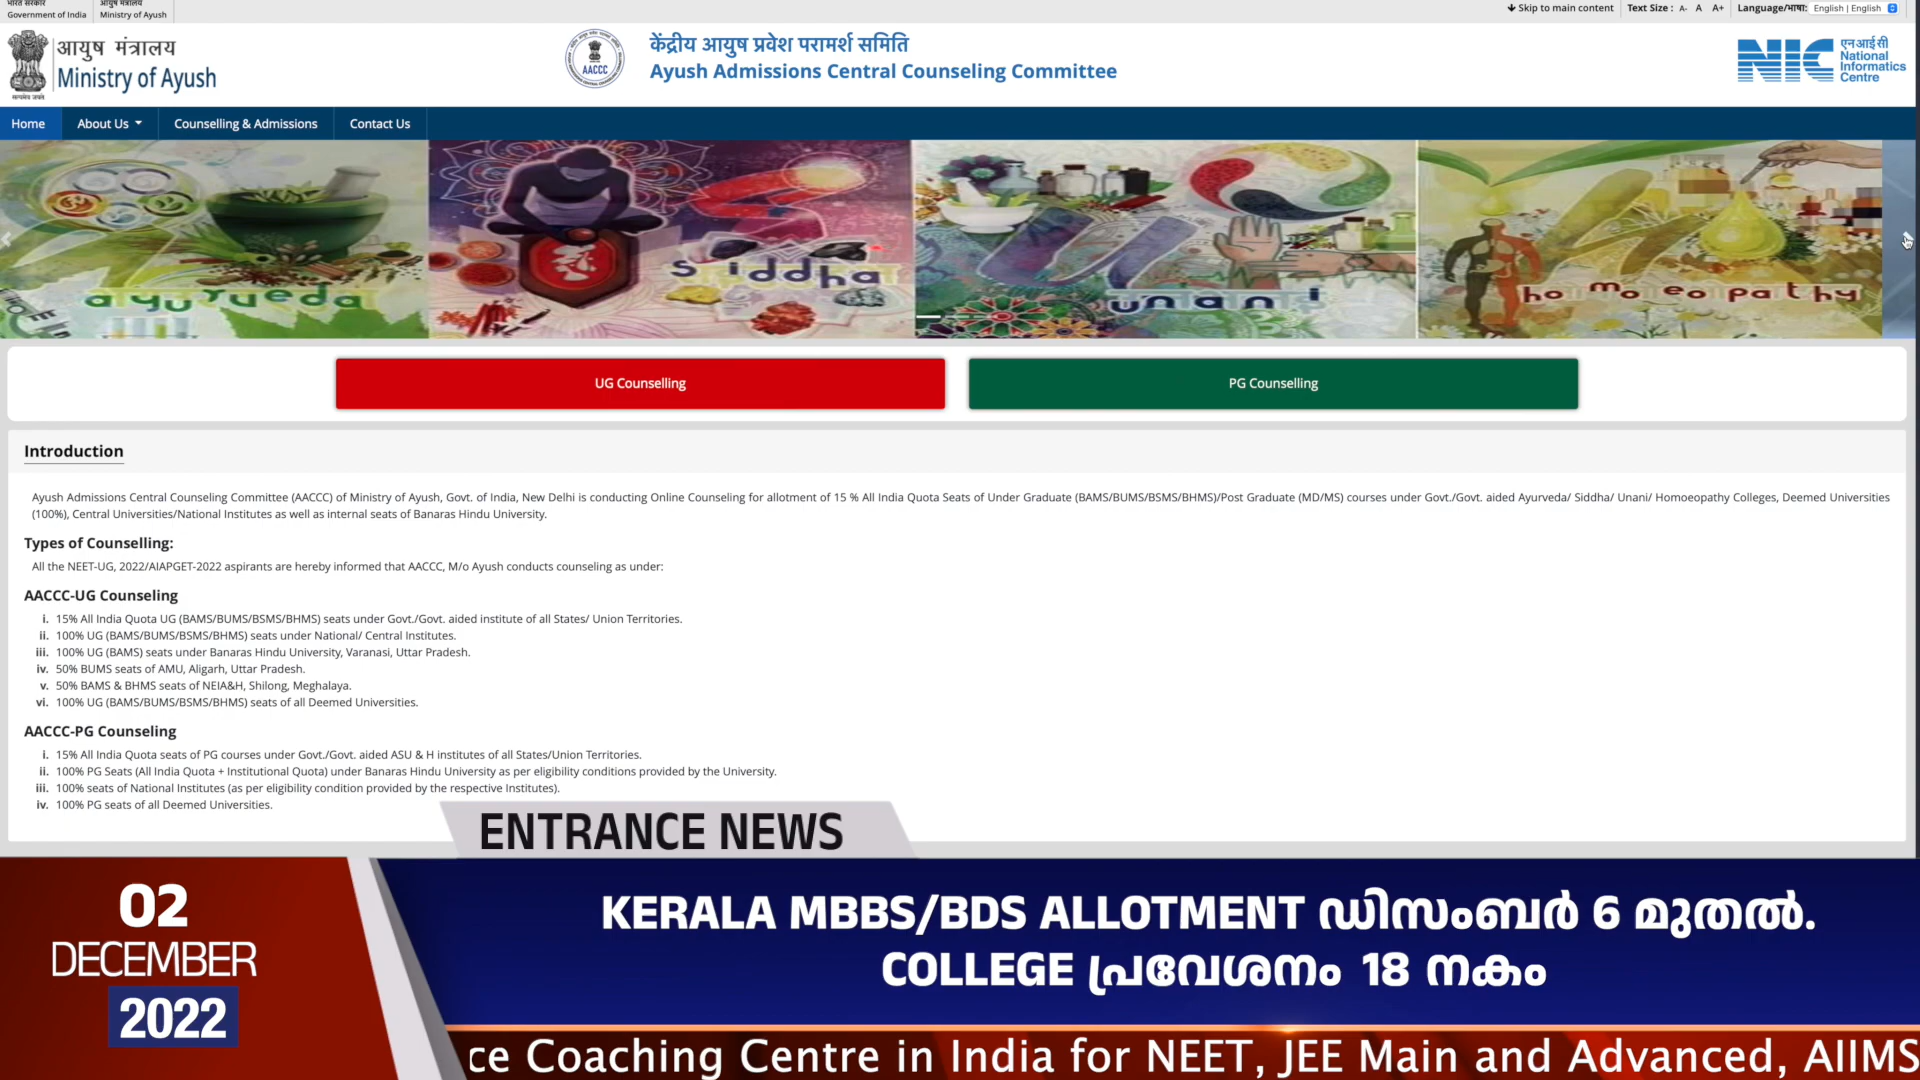 भारत सरकार
Government of India
आयुष मंत्रालय
Ministry of Ayush
Skip to main content
Text Size : A- A A+
Language/भाषा: English | English
आयुष मंत्रालय
Ministry of Ayush
सत्यमेव जयते
AACCC
केंद्रीय आयुष प्रवेश परामर्श समिति
Ayush Admissions Central Counseling Committee
NIC
एनआईसी
National
Informatics
Centre
Home
About Us
Counselling & Admissions
Contact Us
ayurveda
siddha
unani
homoeopathy
UG Counselling
PG Counselling
Introduction
Ayush Admissions Central Counseling Committee (AACCC) of Ministry of Ayush, Govt. of India, New Delhi is conducting Online Counseling for allotment of 15 % All India Quota Seats of Under Graduate (BAMS/BUMS/BSMS/BHMS)/Post Graduate (MD/MS) courses under Govt./Govt. aided Ayurveda/ Siddha/ Unani/ Homoeopathy Colleges, Deemed Universities
(100%), Central Universities/National Institutes as well as internal seats of Banaras Hindu University.
Types of Counselling:
All the NEET-UG, 2022/AIAPGET-2022 aspirants are hereby informed that AACCC, M/o Ayush conducts counseling as under:
AACCC-UG Counseling
i. 15% All India Quota UG (BAMS/BUMS/BSMS/BHMS) seats under Govt./Govt. aided institute of all States/ Union Territories.
ii. 100% UG (BAMS/BUMS/BSMS/BHMS) seats under National/ Central Institutes.
iii. 100% UG (BAMS) seats under Banaras Hindu University, Varanasi, Uttar Pradesh.
iv. 50% BUMS seats of AMU, Aligarh, Uttar Pradesh.
v. 50% BAMS & BHMS seats of NEIA&H, Shilong, Meghalaya.
vi. 100% UG (BAMS/BUMS/BSMS/BHMS) seats of all Deemed Universities.
AACCC-PG Counseling
i. 15% All India Quota seats of PG courses under Govt./Govt. aided ASU & H institutes of all States/Union Territories.
ii. 100% PG Seats (All India Quota + Institutional Quota) under Banaras Hindu University as per eligibility conditions provided by the University.
iii. 100% seats of National Institutes (as per eligibility condition provided by the respective Institutes).
iv. 100% PG seats of all Deemed Universities.
ENTRANCE NEWS
02
DECEMBER
2022
KERALA MBBS/BDS ALLOTMENT ഡിസംബർ 6 മുതൽ.
COLLEGE പ്രവേശനം 18 നകം
ce Coaching Centre in India for NEET, JEE Main and Advanced, AIIMS